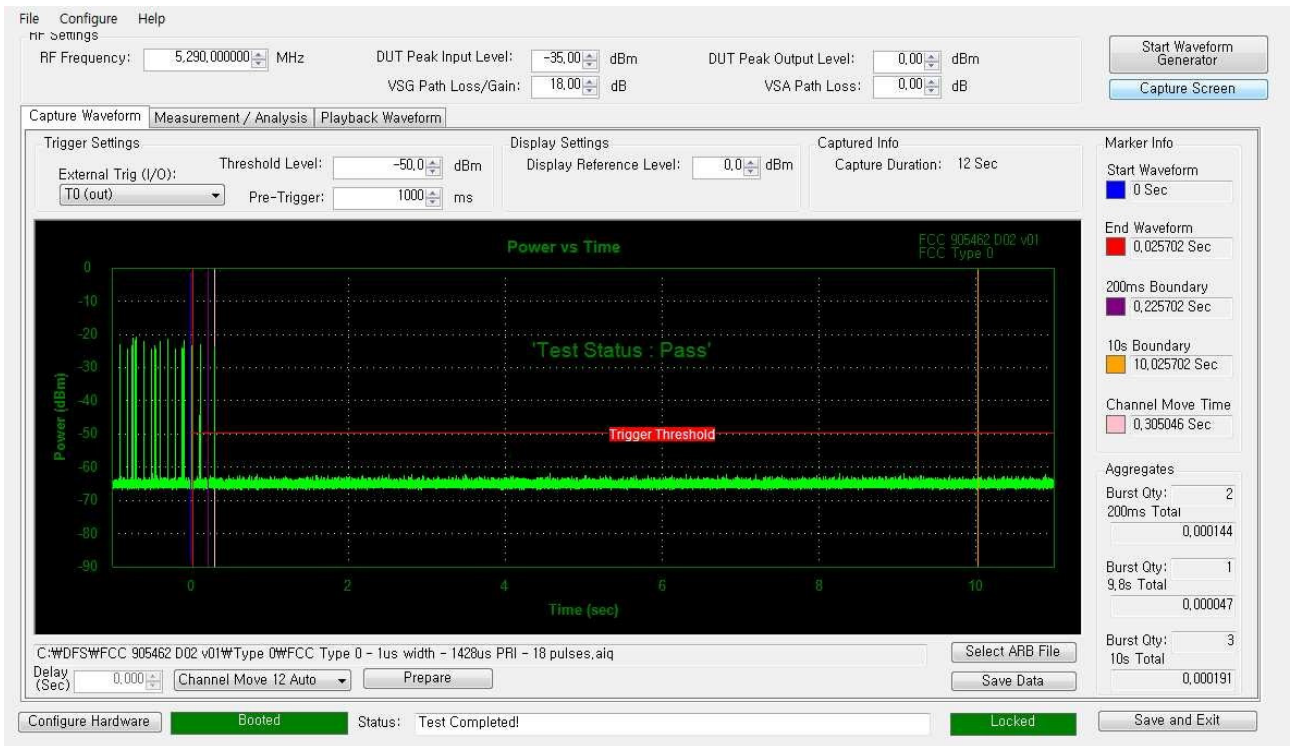 File Configure Help
RF Settings
RF Frequency: 5,290,000000 MHz DUT Peak Input Level: -35,00 dBm DUT Peak Output Level: 0,00 dBm
VSG Path Loss/Gain: 18,00 dB VSA Path Loss: 0,00 dB
Start Waveform
Generator
Capture Screen
Capture Waveform Measurement / Analysis Playback Waveform
Trigger Settings
External Trig (I/O):
T0 (out)
Threshold Level: -50,0 dBm
Pre-Trigger: 1000 ms
Display Settings
Display Reference Level: 0,0 dBm
Captured Info
Capture Duration: 12 Sec
Power vs Time
FCC 905462 D02 v01
FCC Type 0
'Test Status : Pass'
Trigger Threshold
Power (dBm)
0
-10
-20
-30
-40
-50
-60
-70
-80
-90
0 2 4 6 8 10
Time (sec)
Marker Info
Start Waveform
0 Sec
End Waveform
0,025702 Sec
200ms Boundary
0,225702 Sec
10s Boundary
10,025702 Sec
Channel Move Time
0,305046 Sec
Aggregates
Burst Qty: 2
200ms Total
0,000144
Burst Qty: 1
9,8s Total
0,000047
Burst Qty: 3
10s Total
0,000191
C:₩DFS₩FCC 905462 D02 v01₩Type 0₩FCC Type 0 - 1us width - 1428us PRI - 18 pulses,aiq
Select ARB File
Delay
(Sec) 0,000 Channel Move 12 Auto Prepare
Save Data
Configure Hardware Booted Status: Test Completed! Locked Save and Exit